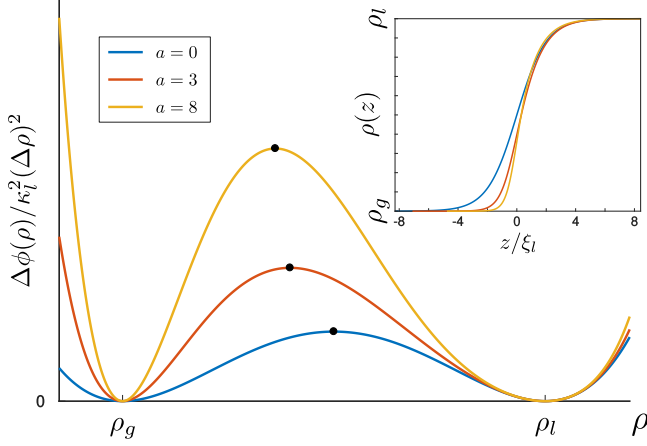 Δϕ(ρ)/κ_l^2(Δρ)^2
a = 0
a = 3
a = 8
0
ρ_g
ρ_l
ρ
ρ_l
ρ(z)
ρ_g
-8
-4
0
4
8
z/ξ_l